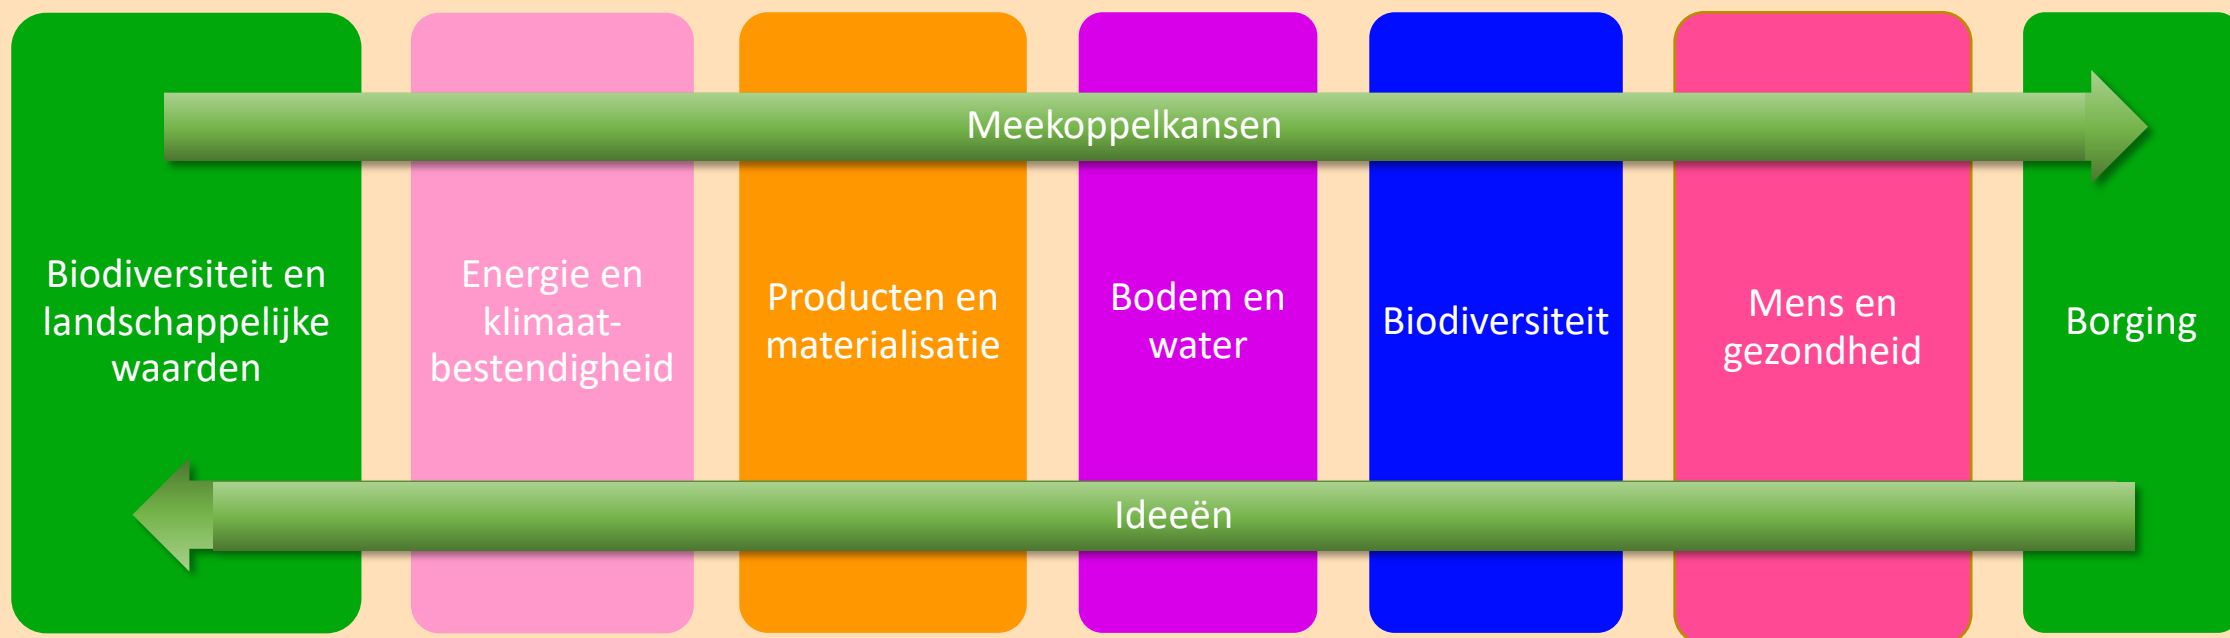 Meekoppelkansen
Biodiversiteit en
landschappelijke
waarden
Energie en
klimaat-
bestendigheid
Producten en
materialisatie
Bodem en
water
Biodiversiteit
Mens en
gezondheid
Borging
Ideeën